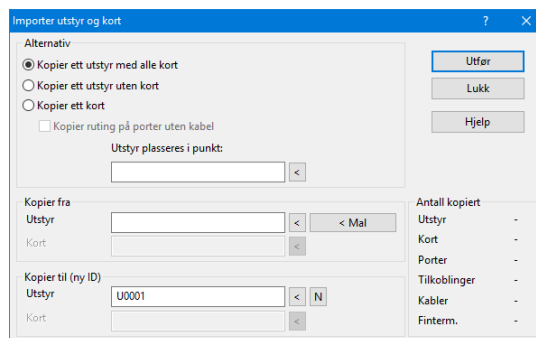 Importer utstyr og kort ? ×
Alternativ
Kopier ett utstyr med alle kort
Kopier ett utstyr uten kort
Kopier ett kort
Kopier ruting på porter uten kabel
Utstyr plasseres i punkt:
<
Utfør
Lukk
Hjelp
Kopier fra
Utstyr < < Mal
Kort <
Kopier til (ny ID)
Utstyr U0001 < N
Kort <
Antall kopiert
Utstyr -
Kort -
Porter -
Tilkoblinger -
Kabler -
Finterm. -